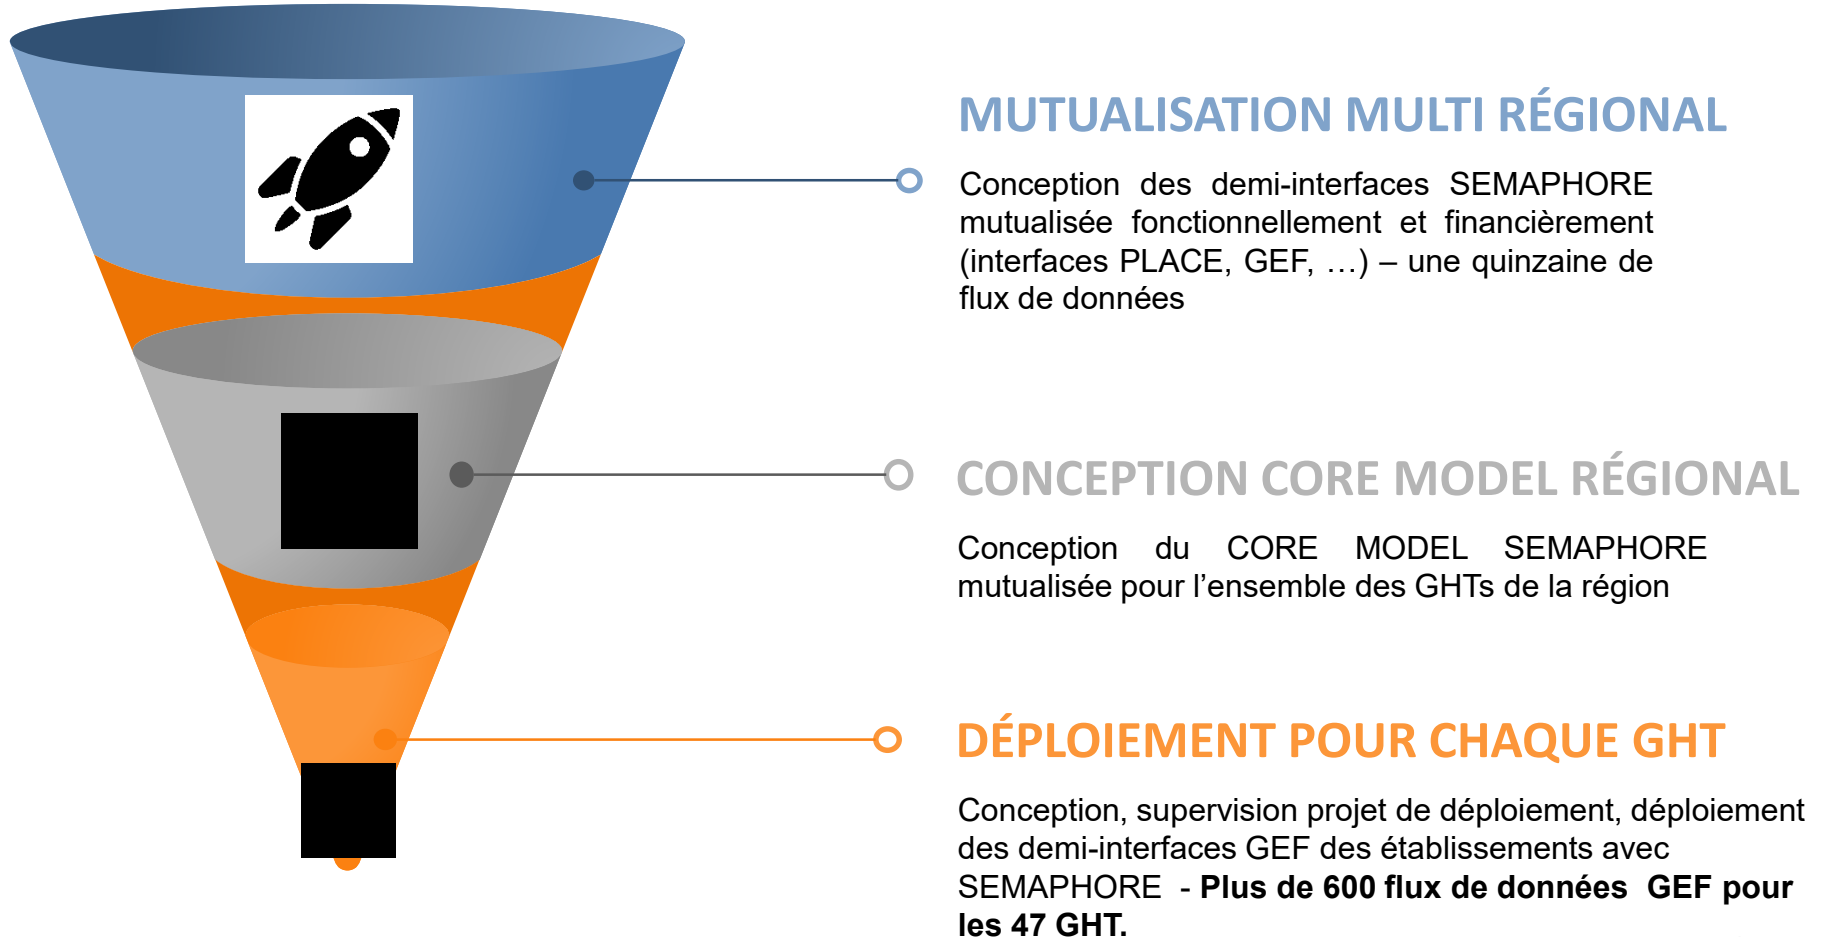 MUTUALISATION MULTI RÉGIONAL
Conception des demi-interfaces SEMAPHORE
mutualisée fonctionnellement et financièrement
(interfaces PLACE, GEF, …) – une quinzaine de
flux de données
CONCEPTION CORE MODEL RÉGIONAL
Conception du CORE MODEL SEMAPHORE
mutualisée pour l’ensemble des GHTs de la région
DÉPLOIEMENT POUR CHAQUE GHT
Conception, supervision projet de déploiement, déploiement
des demi-interfaces GEF des établissements avec
SEMAPHORE - Plus de 600 flux de données GEF pour
les 47 GHT.